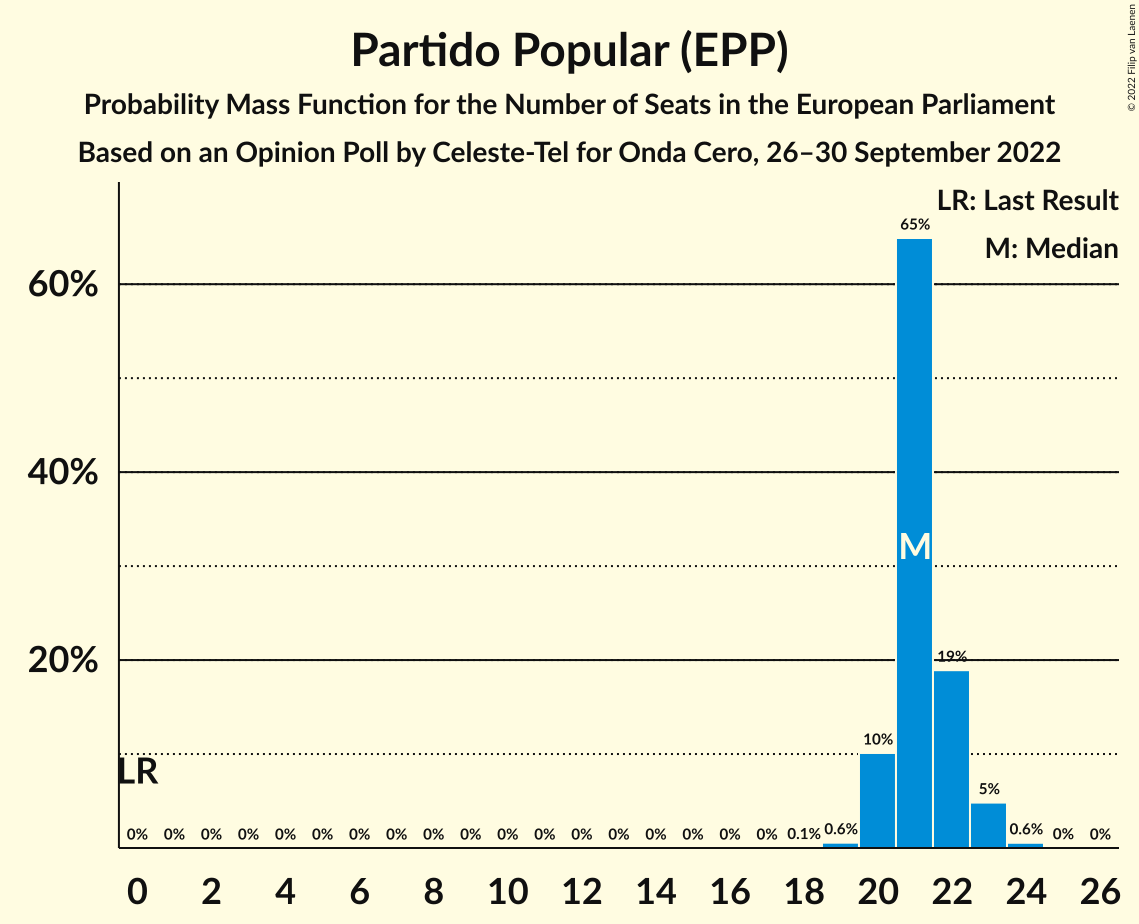 Partido Popular (EPP)
Probability Mass Function for the Number of Seats in the European Parliament
Based on an Opinion Poll by Celeste-Tel for Onda Cero, 26–30 September 2022
© 2022 Filip van Laenen
LR: Last Result
M: Median
60%
40%
20%
65%
M
19%
10%
5%
LR
0% 0% 0% 0% 0% 0% 0% 0% 0% 0% 0% 0% 0% 0% 0% 0% 0% 0% 0.1% 0.6% 0.6% 0% 0%
0 2 4 6 8 10 12 14 16 18 20 22 24 26